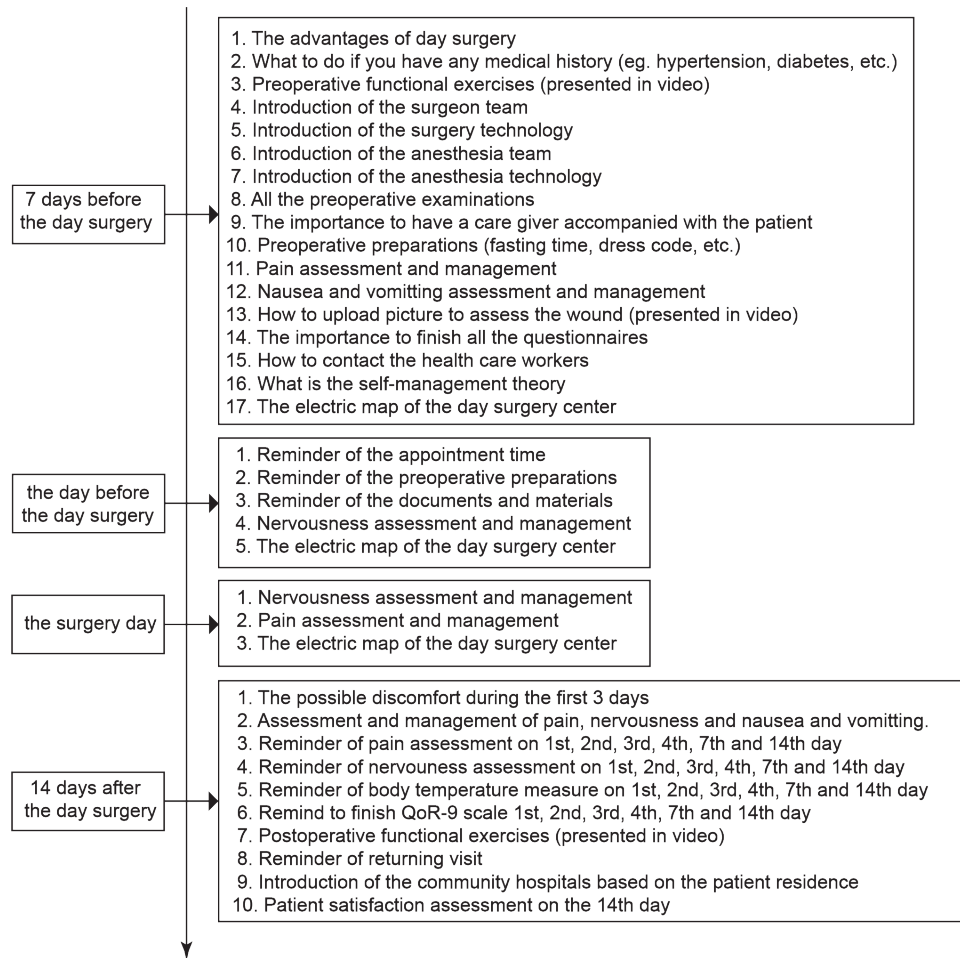 7 days before
the day surgery
1. The advantages of day surgery
2. What to do if you have any medical history (eg. hypertension, diabetes, etc.)
3. Preoperative functional exercises (presented in video)
4. Introduction of the surgeon team
5. Introduction of the surgery technology
6. Introduction of the anesthesia team
7. Introduction of the anesthesia technology
8. All the preoperative examinations
9. The importance to have a care giver accompanied with the patient
10. Preoperative preparations (fasting time, dress code, etc.)
11. Pain assessment and management
12. Nausea and vomitting assessment and management
13. How to upload picture to assess the wound (presented in video)
14. The importance to finish all the questionnaires
15. How to contact the health care workers
16. What is the self-management theory
17. The electric map of the day surgery center
the day before
the day surgery
1. Reminder of the appointment time
2. Reminder of the preoperative preparations
3. Reminder of the documents and materials
4. Nervousness assessment and management
5. The electric map of the day surgery center
the surgery day
1. Nervousness assessment and management
2. Pain assessment and management
3. The electric map of the day surgery center
14 days after
the day surgery
1. The possible discomfort during the first 3 days
2. Assessment and management of pain, nervousness and nausea and vomitting.
3. Reminder of pain assessment on 1st, 2nd, 3rd, 4th, 7th and 14th day
4. Reminder of nervouness assessment on 1st, 2nd, 3rd, 4th, 7th and 14th day
5. Reminder of body temperature measure on 1st, 2nd, 3rd, 4th, 7th and 14th day
6. Remind to finish QoR-9 scale 1st, 2nd, 3rd, 4th, 7th and 14th day
7. Postoperative functional exercises (presented in video)
8. Reminder of returning visit
9. Introduction of the community hospitals based on the patient residence
10. Patient satisfaction assessment on the 14th day